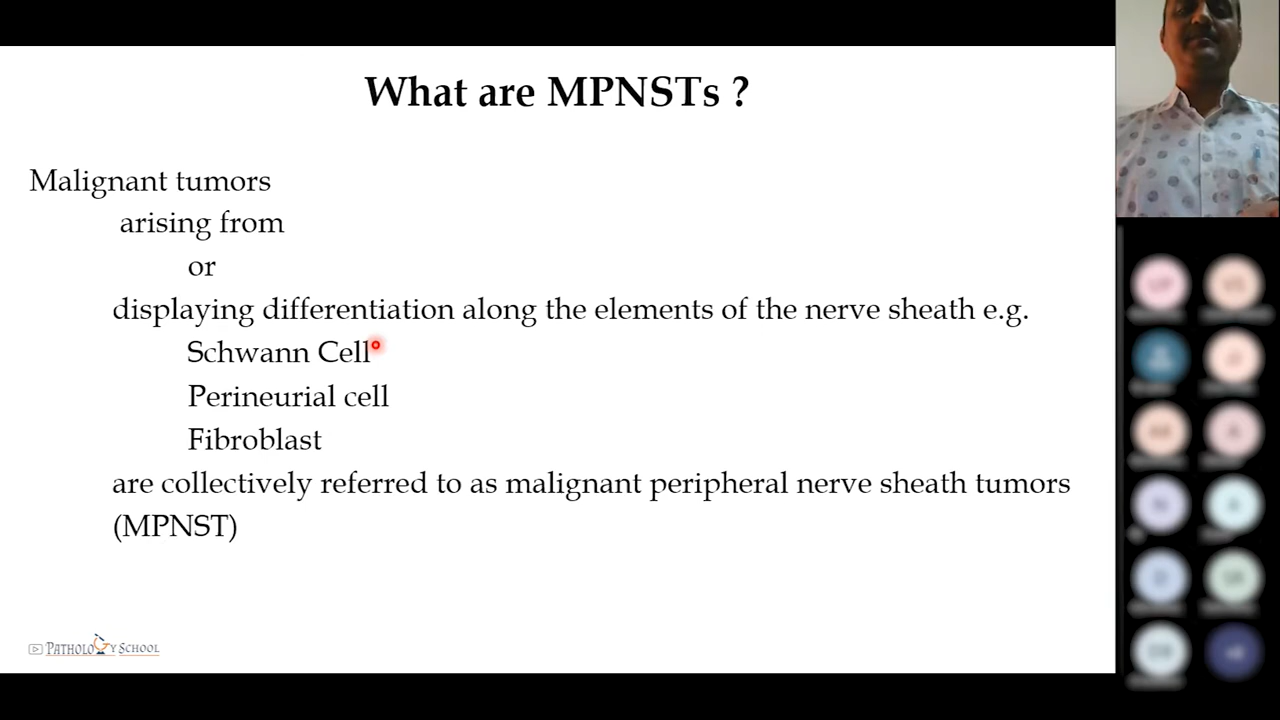 What are MPNSTs ?
Malignant tumors
arising from
or
displaying differentiation along the elements of the nerve sheath e.g.
Schwann Cell
Perineurial cell
Fibroblast
are collectively referred to as malignant peripheral nerve sheath tumors
(MPNST)
PATHOLOGY SCHOOL